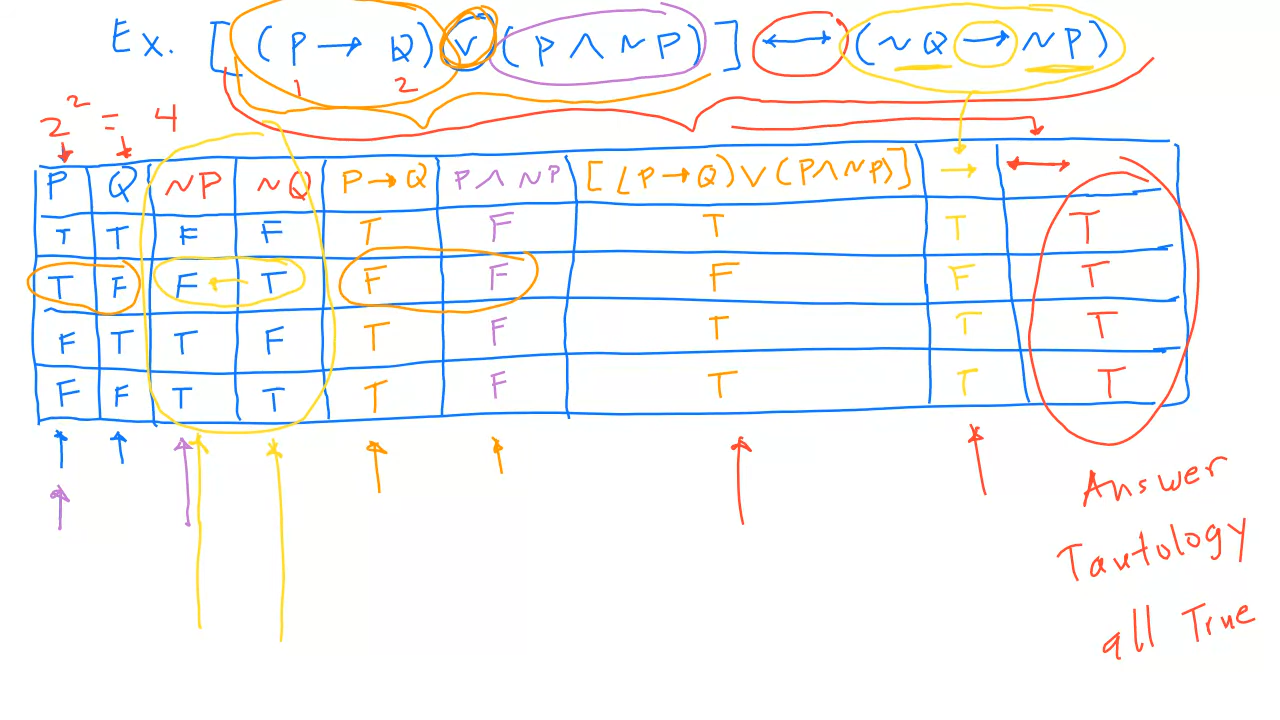 Ex. [ (P → Q) ∨ (P ∧ ~P) ] ↔ (~Q → ~P)
1 2
2² = 4
P Q ~P ~Q P→Q P ∧ ~P [(P→Q)∨(P∧~P)] → ↔
T T F F T F T T T
T F F ← T F F F F T
F T T F T F T T T
F F T T T F T T T
Answer
Tautology
all True